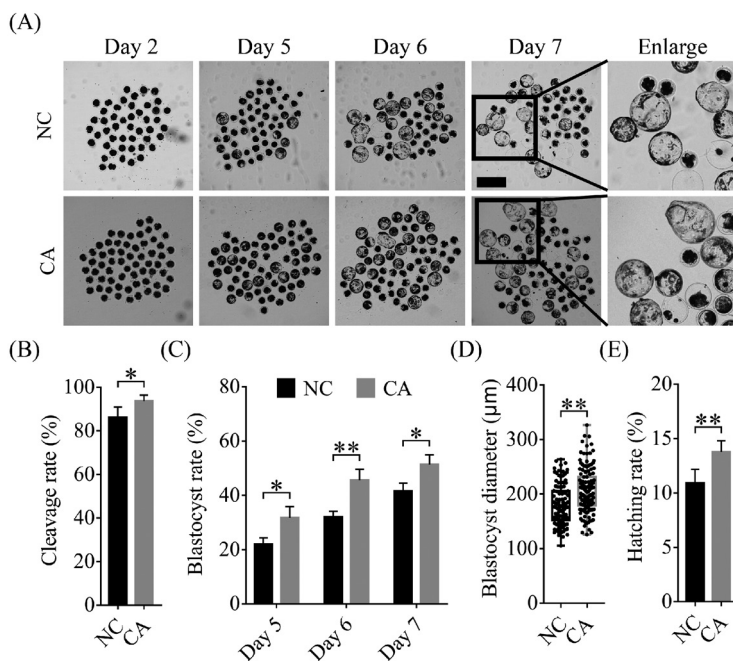 (A)
Day 2 Day 5 Day 6 Day 7 Enlarge
NC
CA
(B) (C) (D) (E)
Cleavage rate (%)
100
80
60
40
20
0
*
NC CA
Blastocyst rate (%)
80
60
40
20
0
NC CA
* ** *
Day 5 Day 6 Day 7
Blastocyst diameter (μm)
400
300
200
100
0
**
NC CA
Hatching rate (%)
20
15
10
5
0
**
NC CA